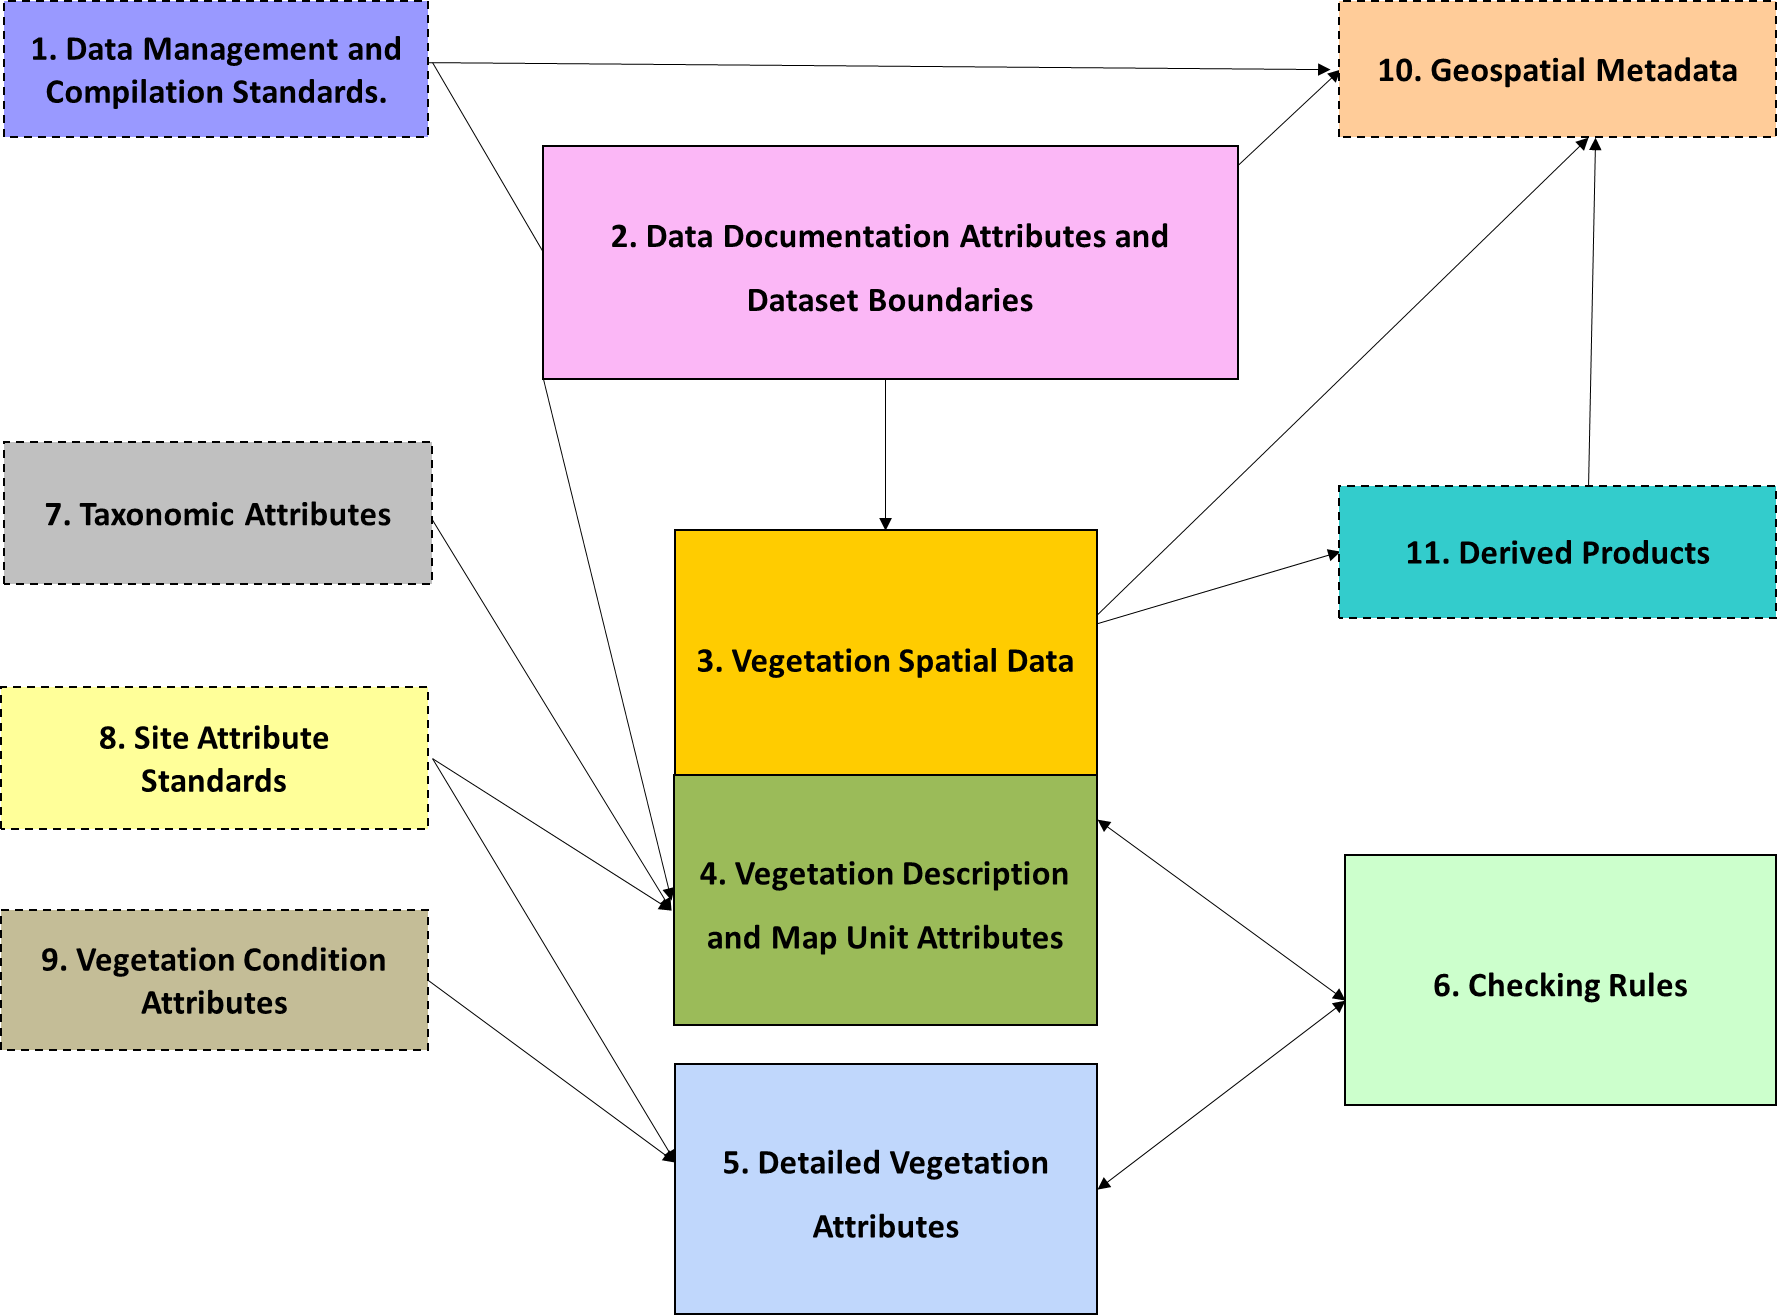 1. Data Management and
Compilation Standards.
10. Geospatial Metadata
2. Data Documentation Attributes and
Dataset Boundaries
7. Taxonomic Attributes
11. Derived Products
3. Vegetation Spatial Data
8. Site Attribute
Standards
4. Vegetation Description
and Map Unit Attributes
9. Vegetation Condition
Attributes
6. Checking Rules
5. Detailed Vegetation
Attributes